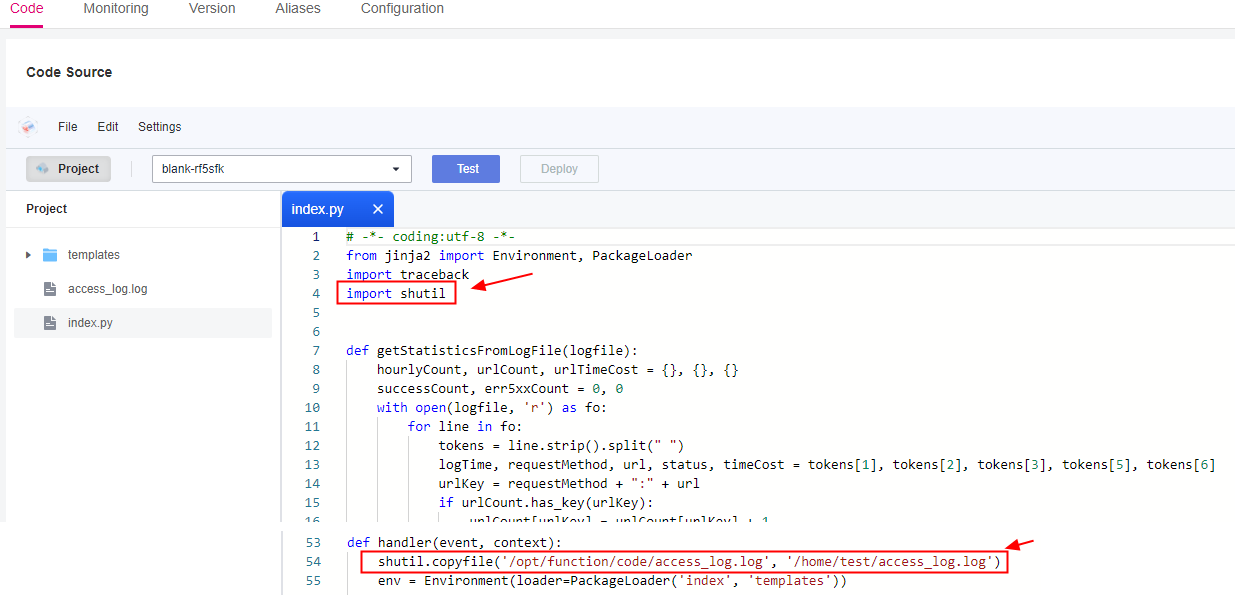 Code Monitoring Version Aliases Configuration
Code Source
File Edit Settings
Project blank-rf5sfk Test Deploy
Project
templates
access_log.log
index.py
index.py
1 # -*- coding:utf-8 -*-
2 from jinja2 import Environment, PackageLoader
3 import traceback
4 import shutil
5
6
7 def getStatisticsFromLogFile(logfile):
8 hourlyCount, urlCount, urlTimeCost = {}, {}, {}
9 successCount, err5xxCount = 0, 0
10 with open(logfile, 'r') as fo:
11 for line in fo:
12 tokens = line.strip().split(" ")
13 logTime, requestMethod, url, status, timeCost = tokens[1], tokens[2], tokens[3], tokens[5], tokens[6]
14 urlKey = requestMethod + ":" + url
15 if urlCount.has_key(urlKey):
16 urlCount[urlKey] = urlCount[urlKey] + 1
53 def handler(event, context):
54 shutil.copyfile('/opt/function/code/access_log.log', '/home/test/access_log.log')
55 env = Environment(loader=PackageLoader('index', 'templates'))